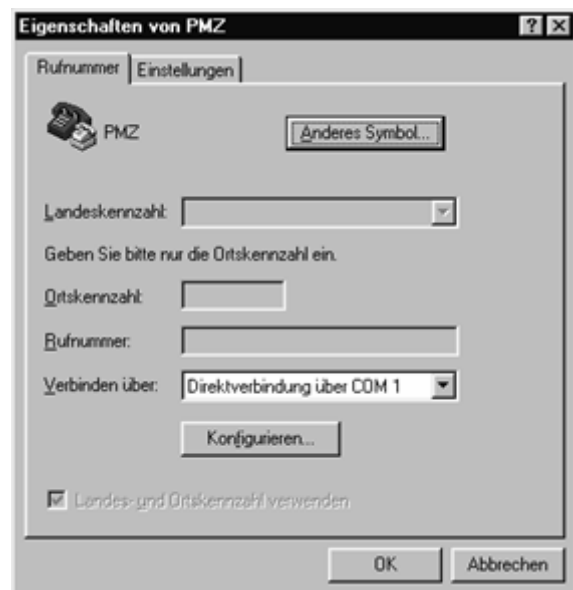 Eigenschaften von PMZ
Rufnummer Einstellungen
PMZ Anderes Symbol...
Landeskennzahl:
Geben Sie bitte nur die Ortskennzahl ein.
Ortskennzahl:
Rufnummer:
Verbinden über: Direktverbindung über COM 1
Konfigurieren...
Landes- und Ortskennzahl verwenden
OK Abbrechen